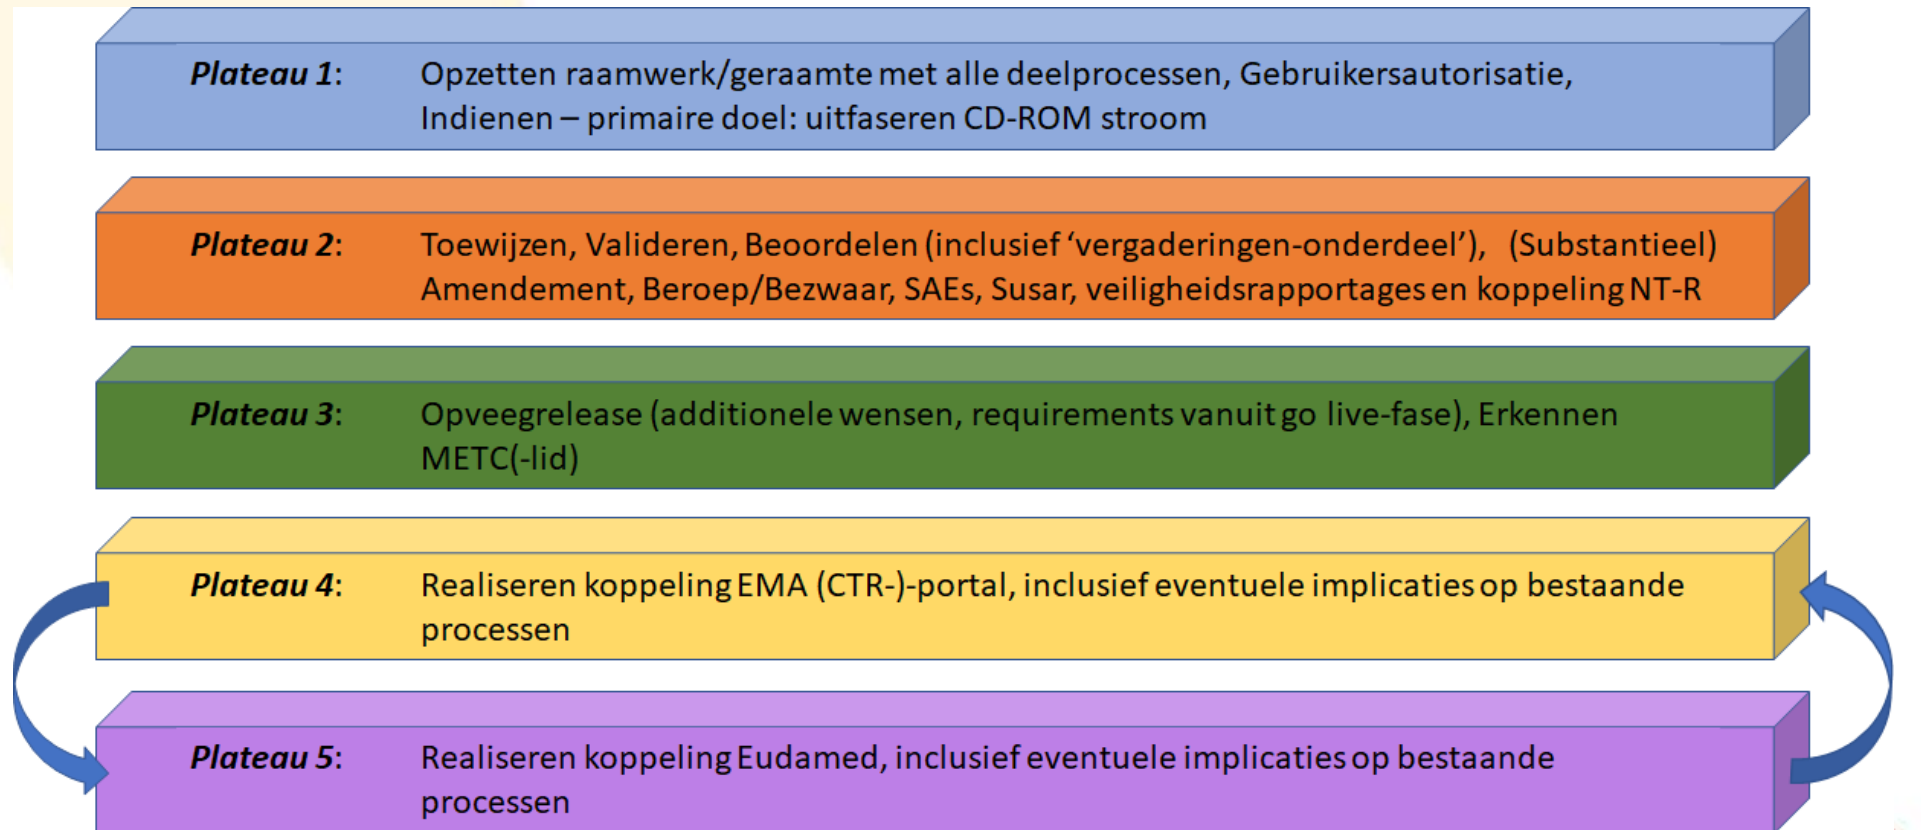 Plateau 1: Opzetten raamwerk/geraamte met alle deelprocessen, Gebruikersautorisatie,
Indienen – primaire doel: uitfaseren CD-ROM stroom
Plateau 2: Toewijzen, Valideren, Beoordelen (inclusief ‘vergaderingen-onderdeel’), (Substantieel)
Amendement, Beroep/Bezwaar, SAEs, Susar, veiligheidsrapportages en koppeling NT-R
Plateau 3: Opveegrelease (additionele wensen, requirements vanuit go live-fase), Erkennen
METC(-lid)
Plateau 4: Realiseren koppeling EMA (CTR-)-portal, inclusief eventuele implicaties op bestaande
processen
Plateau 5: Realiseren koppeling Eudamed, inclusief eventuele implicaties op bestaande
processen